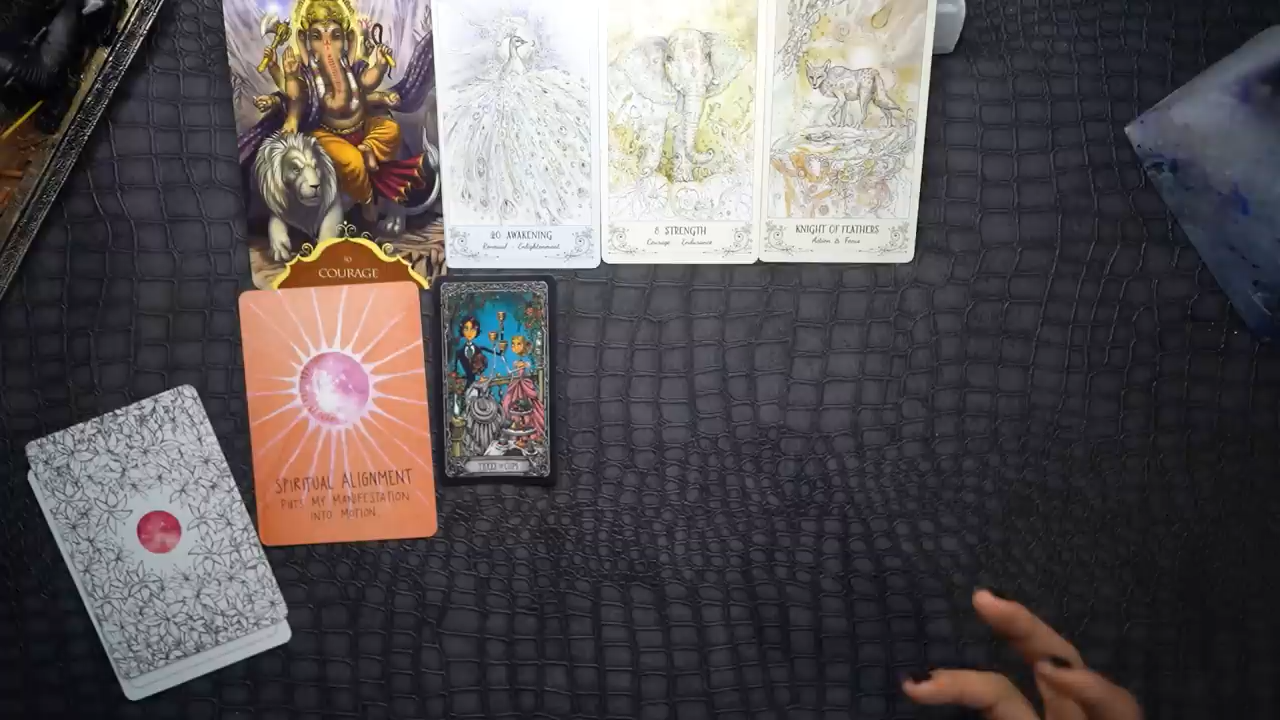 10
COURAGE
20 AWAKENING
Renewal - Enlightenment
8 STRENGTH
Courage Endurance
KNIGHT OF FEATHERS
Action & Focus
SPIRITUAL ALIGNMENT
PUTS MY MANIFESTATION
INTO MOTION.